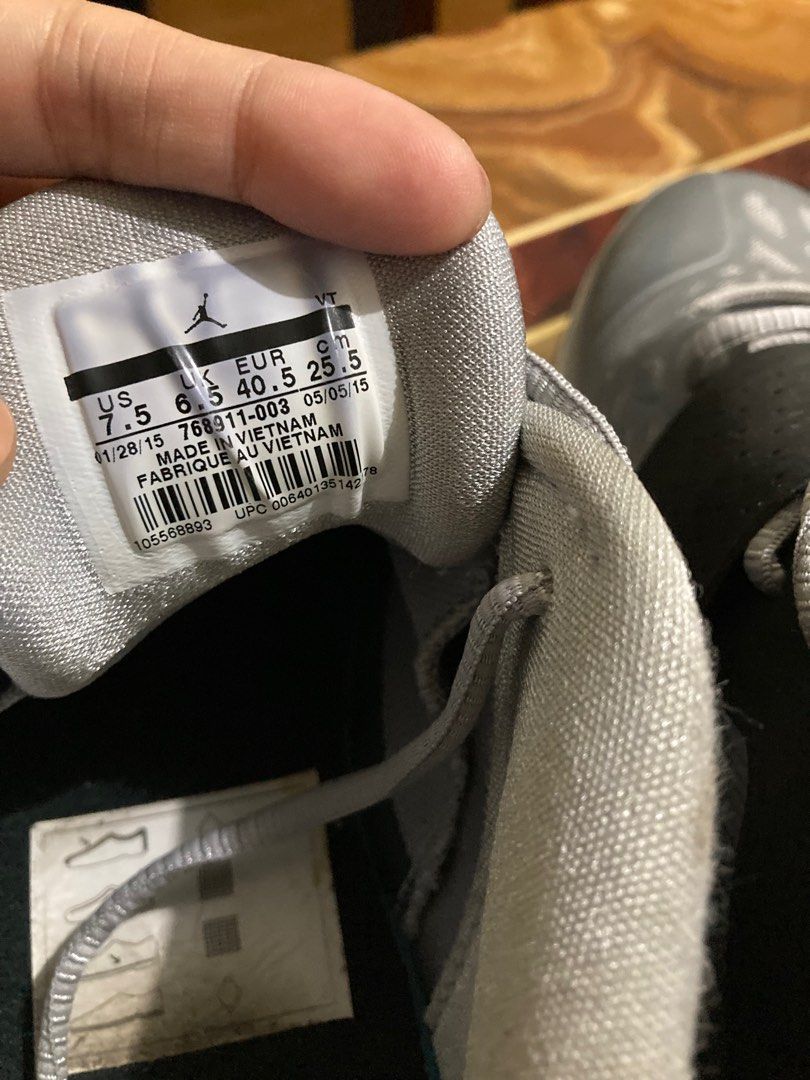 VT
US UK EUR cm
7.5 6.5 40.5 25.5
01/28/15 768911-003 05/05/15
MADE IN VIETNAM
FABRIQUE AU VIETNAM
105568893 UPC 00640135142178